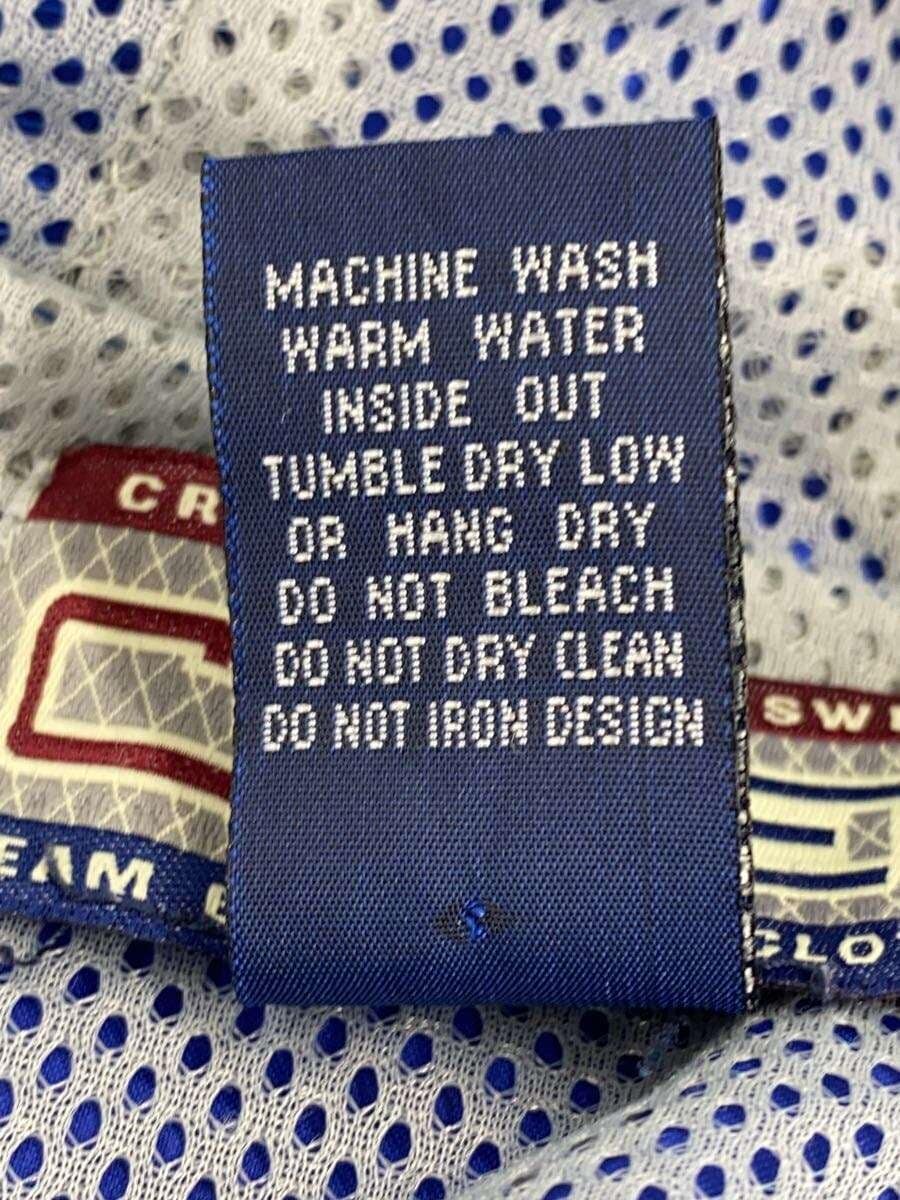 MACHINE WASH
WARM WATER
INSIDE OUT
TUMBLE DRY LOW
OR HANG DRY
DO NOT BLEACH
DO NOT DRY CLEAN
DO NOT IRON DESIGN